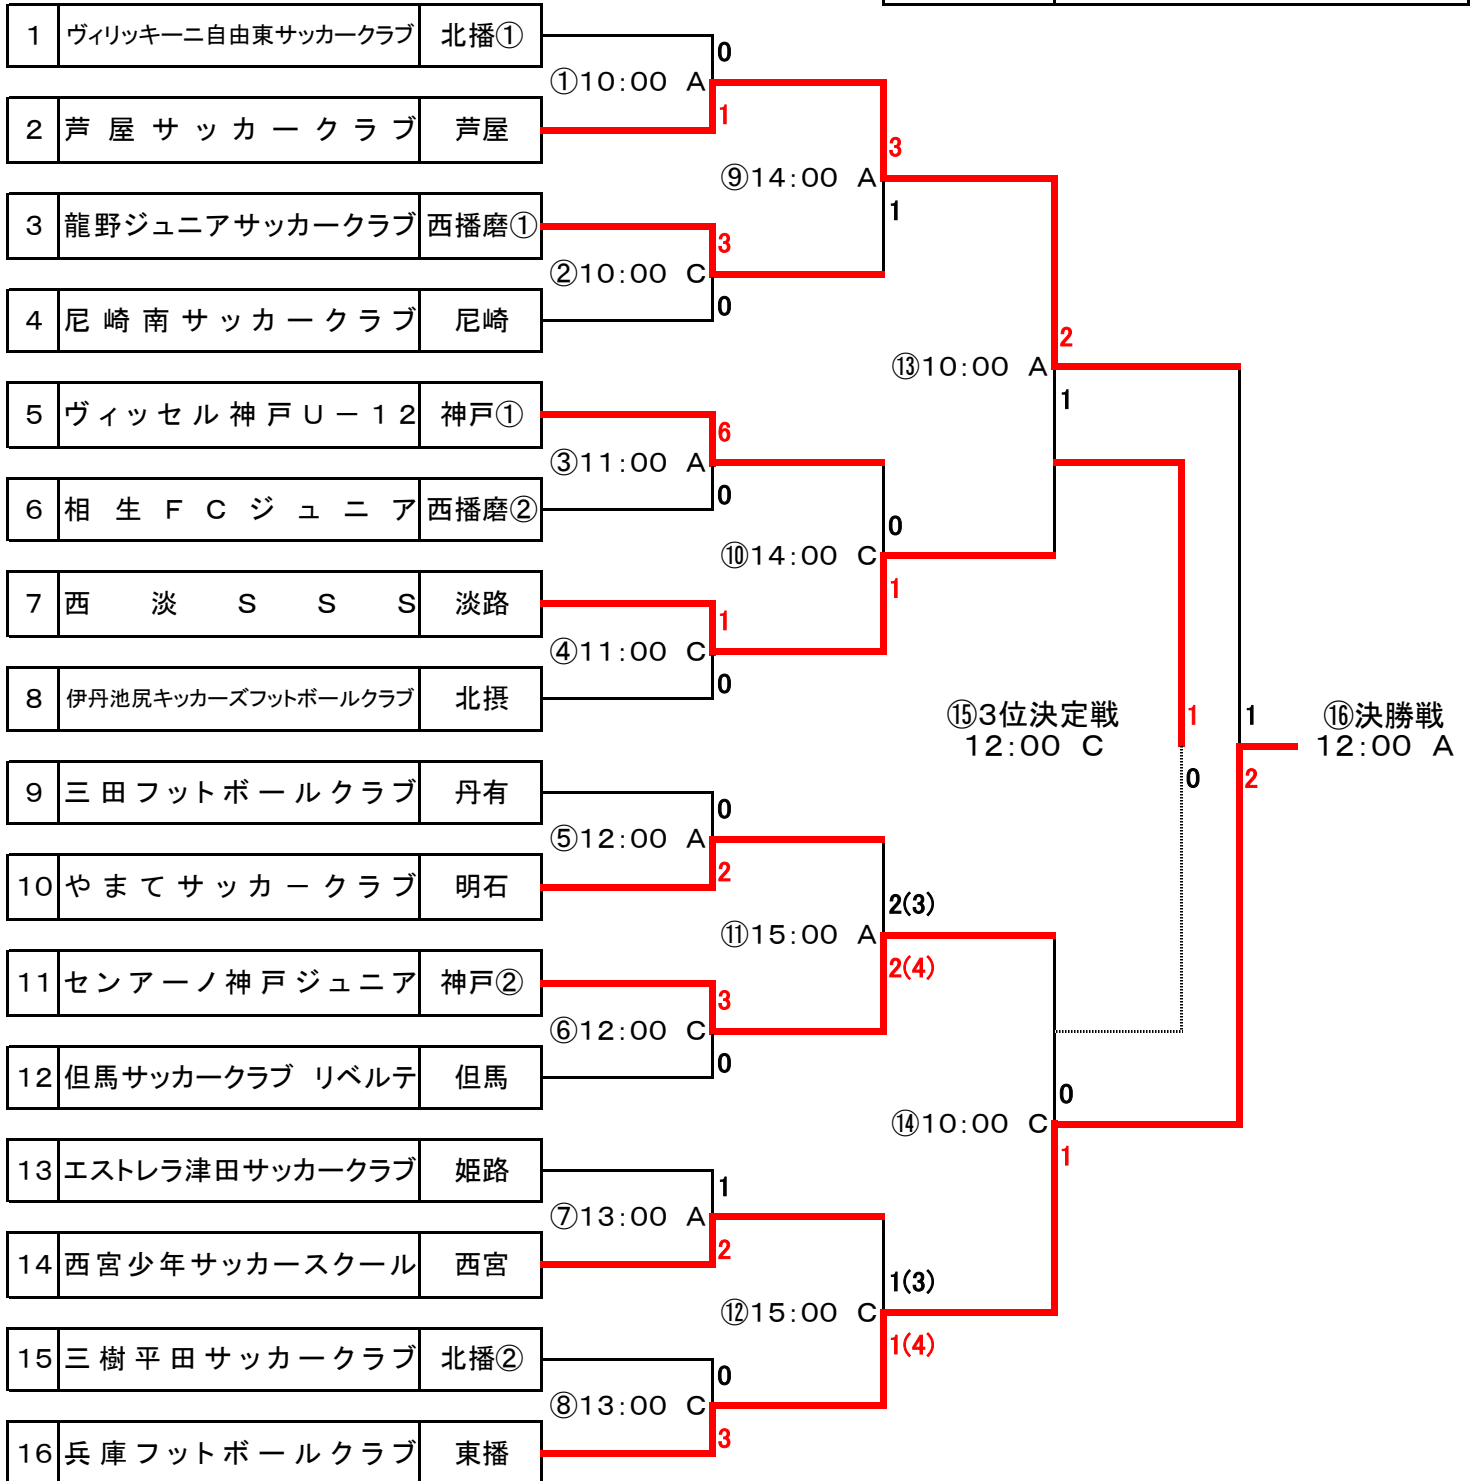 1 ヴィリッキーニ自由東サッカークラブ 北播①
0
①10:00 A
1
2 芦屋サッカークラブ 芦屋
3
⑨14:00 A
1
3 龍野ジュニアサッカークラブ 西播磨①
3
②10:00 C
0
4 尼崎南サッカークラブ 尼崎
2
⑬10:00 A
1
5 ヴィッセル神戸U－12 神戸①
6
③11:00 A
0
6 相生FCジュニア 西播磨②
0
⑩14:00 C
1
7 西淡SSS 淡路
1
④11:00 C
0
8 伊丹池尻キッカーズフットボールクラブ 北摂
⑮3位決定戦
12:00 C
1
0
1
2
⑯決勝戦
12:00 A
9 三田フットボールクラブ 丹有
0
⑤12:00 A
2
10 やまてサッカークラブ 明石
2(3)
⑪15:00 A
2(4)
11 センアーノ神戸ジュニア 神戸②
3
⑥12:00 C
0
12 但馬サッカークラブ リベルテ 但馬
0
⑭10:00 C
1
13 エストレラ津田サッカークラブ 姫路
1
⑦13:00 A
2
14 西宮少年サッカースクール 西宮
1(3)
⑫15:00 C
1(4)
15 三樹平田サッカークラブ 北播②
0
⑧13:00 C
3
16 兵庫フットボールクラブ 東播